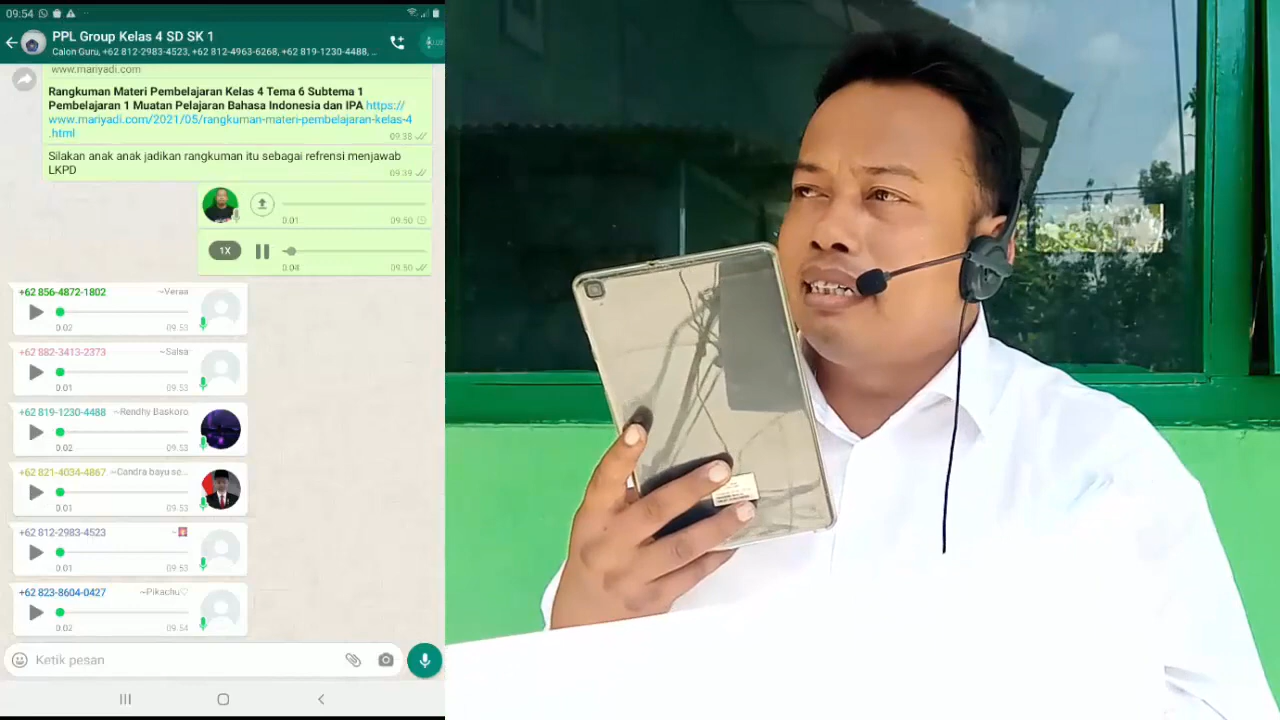 09:54
PPL Group Kelas 4 SD SK 1
Calon Guru, +62 812-2983-4523, +62 812-4963-6268, +62 819-1230-4488, ...
www.mariyadi.com
Rangkuman Materi Pembelajaran Kelas 4 Tema 6 Subtema 1
Pembelajaran 1 Muatan Pelajaran Bahasa Indonesia dan IPA https://
www.mariyadi.com/2021/05/rangkuman-materi-pembelajaran-kelas-4
.html
09.38
Silakan anak anak jadikan rangkuman itu sebagai refrensi menjawab
LKPD
09.39
0.01 09.50
1X
0.04 09.50
+62 856-4872-1802 ~Veraa
0.02 09.53
+62 882-3413-2373 ~Salsa
0.01 09.53
+62 819-1230-4488 ~Rendhy Baskoro
0.02 09.53
+62 821-4034-4867 ~Candra bayu se...
0.01 09.53
+62 812-2983-4523 ~
0.01 09.53
+62 823-8604-0427 ~Pikachu♡
0.02 09.54
Ketik pesan